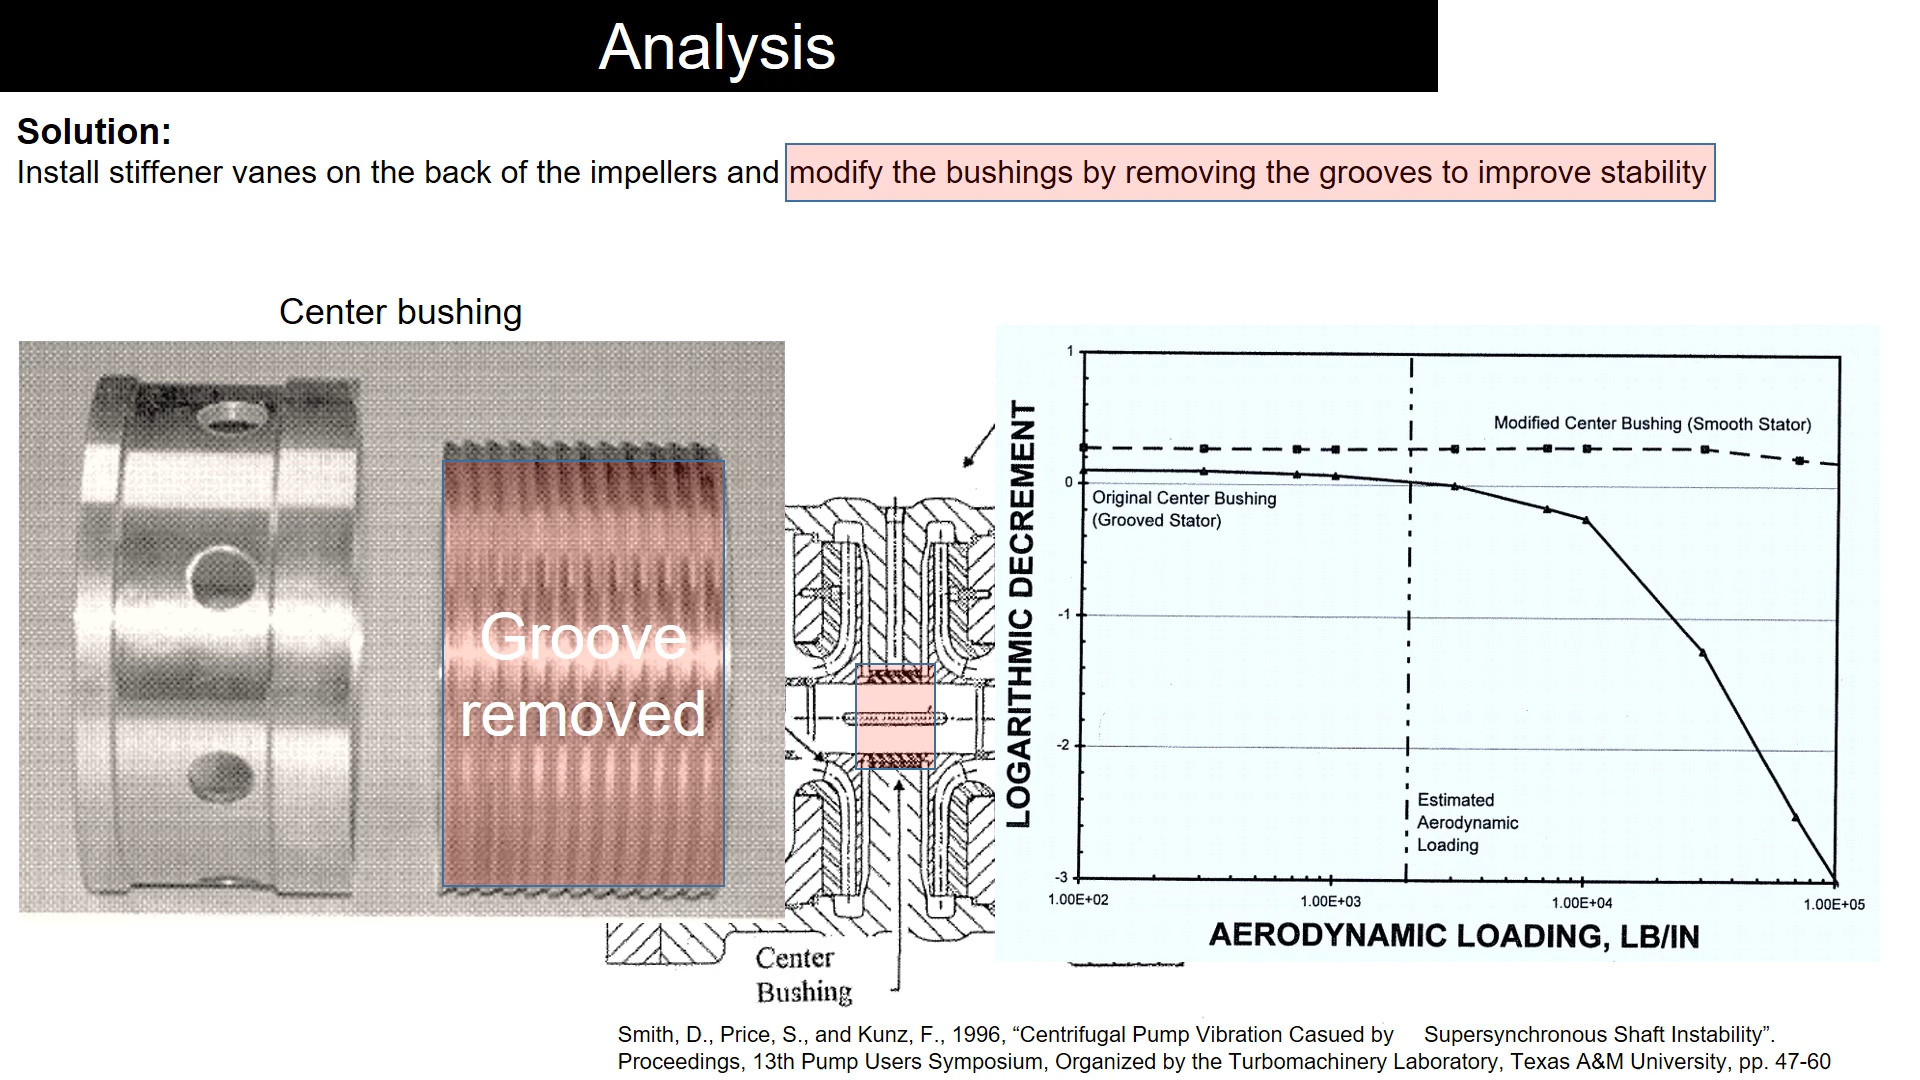 Analysis
Solution:
Install stiffener vanes on the back of the impellers and modify the bushings by removing the grooves to improve stability
Center bushing
Groove
removed
Center
Bushing
LOGARITHMIC DECREMENT
1
0
-1
-2
-3
Modified Center Bushing (Smooth Stator)
Original Center Bushing
(Grooved Stator)
Estimated
Aerodynamic
Loading
1.00E+02
1.00E+03
1.00E+04
1.00E+05
AERODYNAMIC LOADING, LB/IN
Smith, D., Price, S., and Kunz, F., 1996, “Centrifugal Pump Vibration Casued by Supersynchronous Shaft Instability”.
Proceedings, 13th Pump Users Symposium, Organized by the Turbomachinery Laboratory, Texas A&M University, pp. 47-60